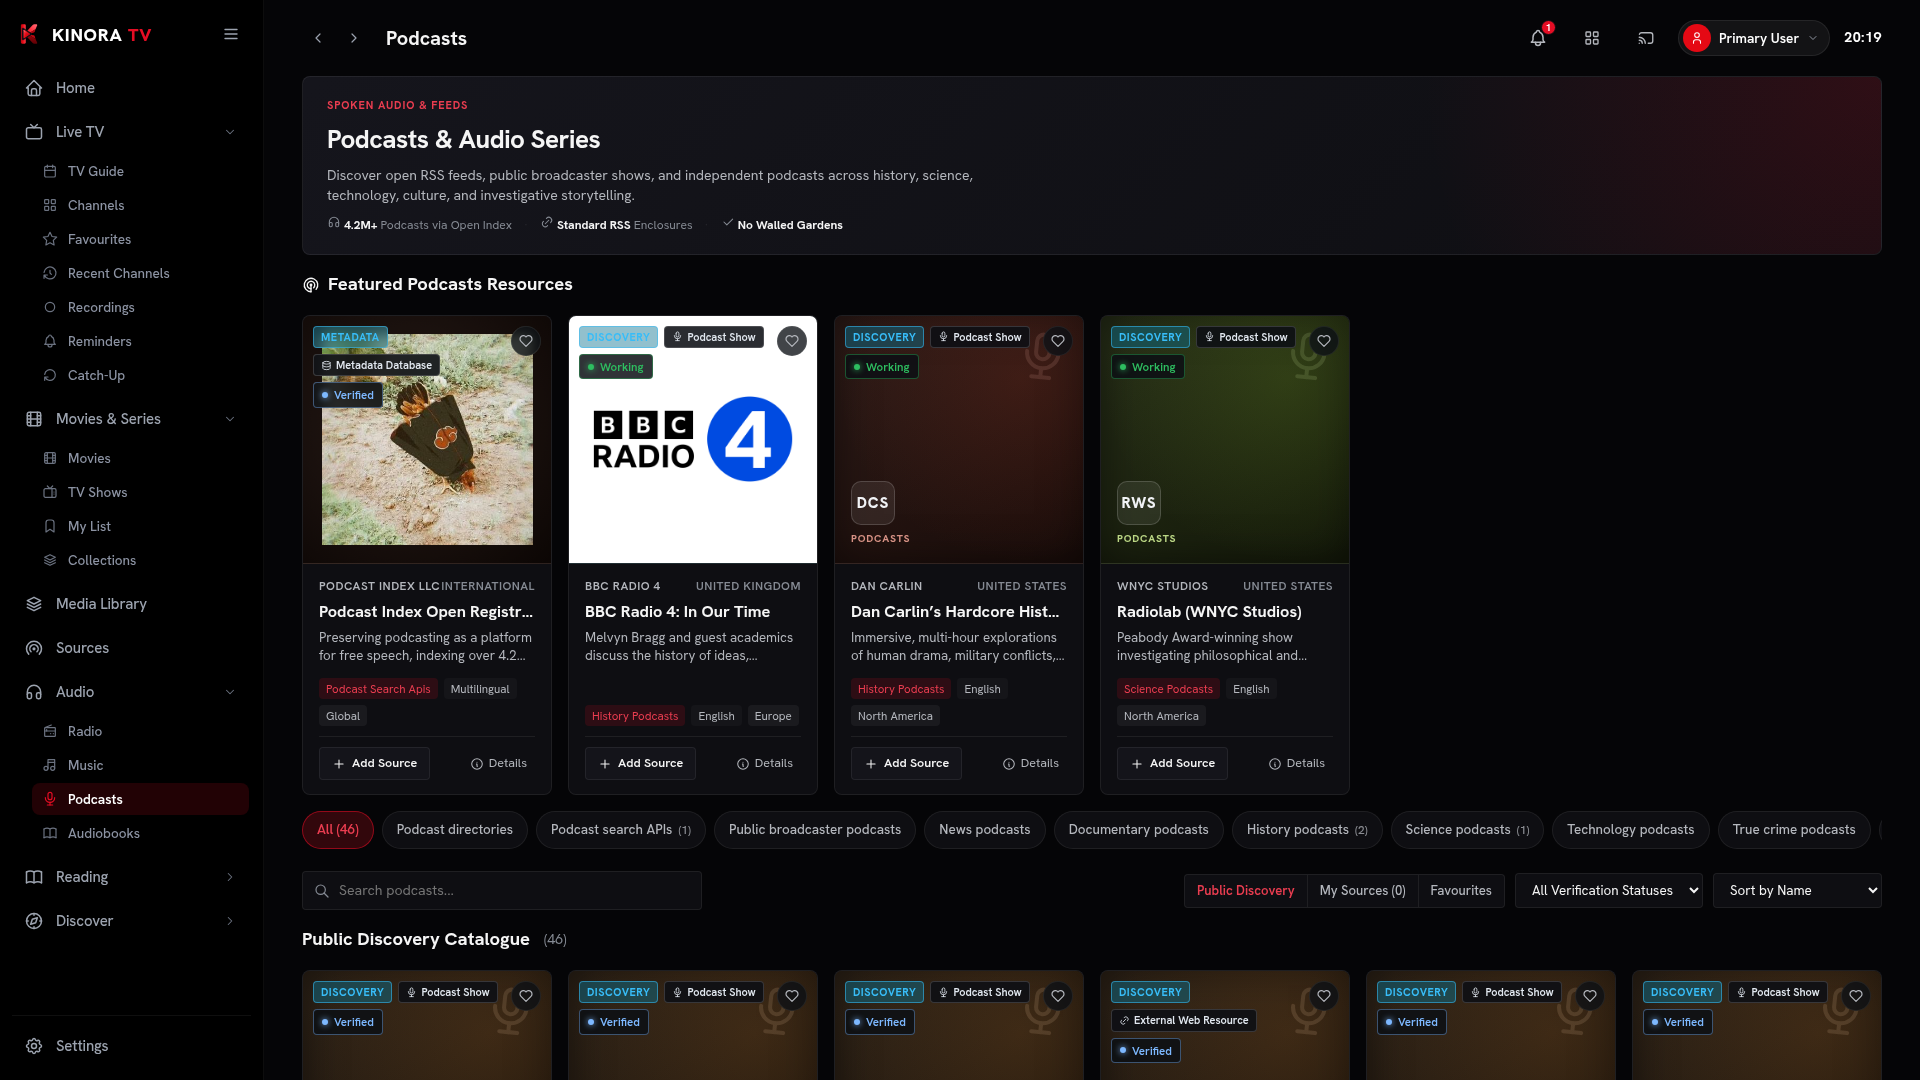 KINORA TV
Home
Live TV
TV Guide
Channels
Favourites
Recent Channels
Recordings
Reminders
Catch-Up
Movies & Series
Movies
TV Shows
My List
Collections
Media Library
Sources
Audio
Radio
Music
Podcasts
Audiobooks
Reading
Discover
Settings
Podcasts
1
Primary User
20:19
SPOKEN AUDIO & FEEDS
Podcasts & Audio Series
Discover open RSS feeds, public broadcaster shows, and independent podcasts across history, science,
technology, culture, and investigative storytelling.
4.2M+ Podcasts via Open Index · Standard RSS Enclosures · No Walled Gardens
Featured Podcasts Resources
METADATA
Metadata Database
Verified
PODCAST INDEX LLC INTERNATIONAL
Podcast Index Open Registr...
Preserving podcasting as a platform
for free speech, indexing over 4.2...
Podcast Search Apis Multilingual
Global
Add Source Details
DISCOVERY Podcast Show
Working
BBC
RADIO 4
BBC RADIO 4 UNITED KINGDOM
BBC Radio 4: In Our Time
Melvyn Bragg and guest academics
discuss the history of ideas,...
History Podcasts English Europe
Add Source Details
DISCOVERY Podcast Show
Working
DCS
PODCASTS
DAN CARLIN UNITED STATES
Dan Carlin’s Hardcore Hist...
Immersive, multi-hour explorations
of human drama, military conflicts,...
History Podcasts English
North America
Add Source Details
DISCOVERY Podcast Show
Working
RWS
PODCASTS
WNYC STUDIOS UNITED STATES
Radiolab (WNYC Studios)
Peabody Award-winning show
investigating philosophical and...
Science Podcasts English
North America
Add Source Details
All (46) Podcast directories Podcast search APIs (1) Public broadcaster podcasts News podcasts Documentary podcasts History podcasts (2) Science podcasts (1) Technology podcasts True crime podcasts
Search podcasts...
Public Discovery My Sources (0) Favourites All Verification Statuses Sort by Name
Public Discovery Catalogue (46)
DISCOVERY Podcast Show
Verified
DISCOVERY Podcast Show
Verified
DISCOVERY Podcast Show
Verified
DISCOVERY
External Web Resource
Verified
DISCOVERY Podcast Show
Verified
DISCOVERY Podcast Show
Verified